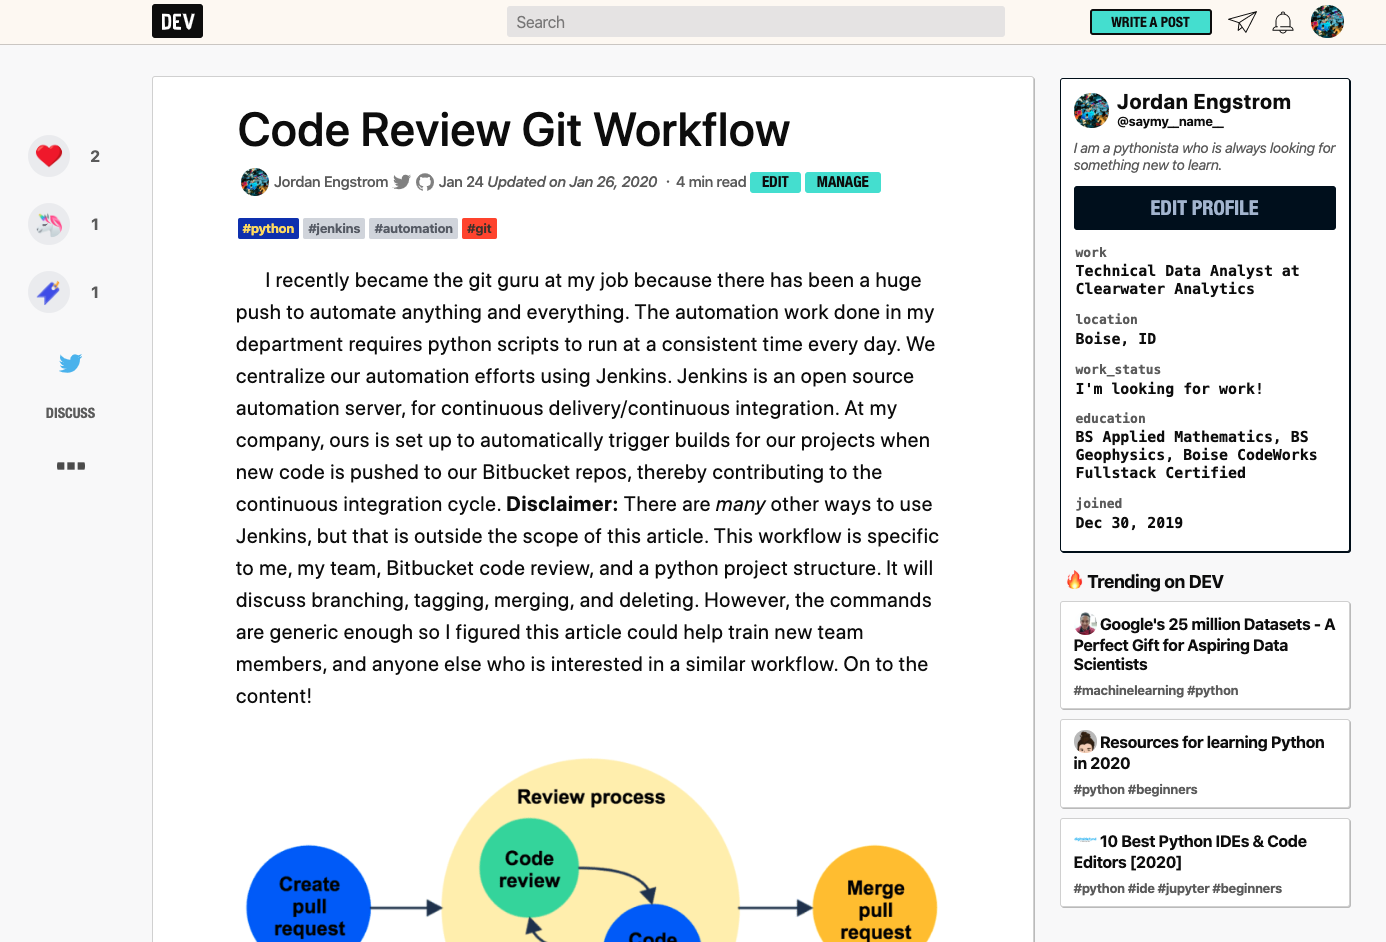 DEV
Search
WRITE A POST
2
1
1
DISCUSS
Code Review Git Workflow
Jordan Engstrom Jan 24 Updated on Jan 26, 2020 · 4 min read EDIT MANAGE
#python #jenkins #automation #git
I recently became the git guru at my job because there has been a huge
push to automate anything and everything. The automation work done in my
department requires python scripts to run at a consistent time every day. We
centralize our automation efforts using Jenkins. Jenkins is an open source
automation server, for continuous delivery/continuous integration. At my
company, ours is set up to automatically trigger builds for our projects when
new code is pushed to our Bitbucket repos, thereby contributing to the
continuous integration cycle. Disclaimer: There are many other ways to use
Jenkins, but that is outside the scope of this article. This workflow is specific
to me, my team, Bitbucket code review, and a python project structure. It will
discuss branching, tagging, merging, and deleting. However, the commands
are generic enough so I figured this article could help train new team
members, and anyone else who is interested in a similar workflow. On to the
content!
Review process
Create
pull
request
Code
review
Code
Merge
pull
request
Jordan Engstrom
@saymy__name__
I am a pythonista who is always looking for
something new to learn.
EDIT PROFILE
work
Technical Data Analyst at
Clearwater Analytics
location
Boise, ID
work_status
I'm looking for work!
education
BS Applied Mathematics, BS
Geophysics, Boise CodeWorks
Fullstack Certified
joined
Dec 30, 2019
Trending on DEV
Google's 25 million Datasets - A
Perfect Gift for Aspiring Data
Scientists
#machinelearning #python
Resources for learning Python
in 2020
#python #beginners
10 Best Python IDEs & Code
Editors [2020]
#python #ide #jupyter #beginners